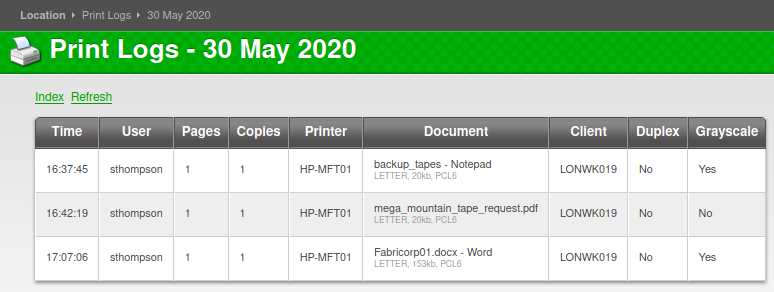 Location ▸ Print Logs ▸ 30 May 2020
Print Logs - 30 May 2020
Index Refresh
Time User Pages Copies Printer Document Client Duplex Grayscale
16:37:45 sthompson 1 1 HP-MFT01 backup_tapes - Notepad LONWK019 No Yes
LETTER, 20kb, PCL6
16:42:19 sthompson 1 1 HP-MFT01 mega_mountain_tape_request.pdf LONWK019 No No
LETTER, 20kb, PCL6
17:07:06 sthompson 1 1 HP-MFT01 Fabricorp01.docx - Word LONWK019 No Yes
LETTER, 153kb, PCL6